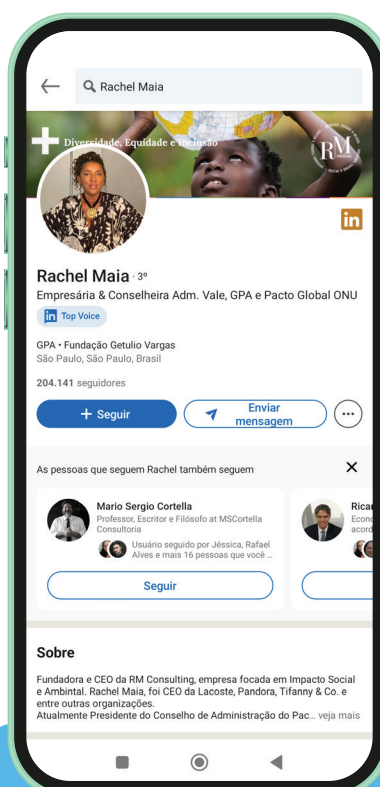 Rachel Maia
Diversidade, Equidade e Inclusão
RM
in
Rachel Maia · 3º
Empresária & Conselheira Adm. Vale, GPA e Pacto Global ONU
in Top Voice
GPA • Fundação Getulio Vargas
São Paulo, São Paulo, Brasil
204.141 seguidores
+ Seguir
Enviar
mensagem
As pessoas que seguem Rachel também seguem
Mario Sergio Cortella
Professor, Escritor e Filósofo at MSCortella
Consultoria
Usuário seguido por Jéssica, Rafael
Alves e mais 16 pessoas que você ...
Seguir
Ricar
Econo
acord
Sobre
Fundadora e CEO da RM Consulting, empresa focada em Impacto Social
e Ambintal. Rachel Maia, foi CEO da Lacoste, Pandora, Tifanny & Co. e
entre outras organizações.
Atualmente Presidente do Conselho de Administração do Pac... veja mais